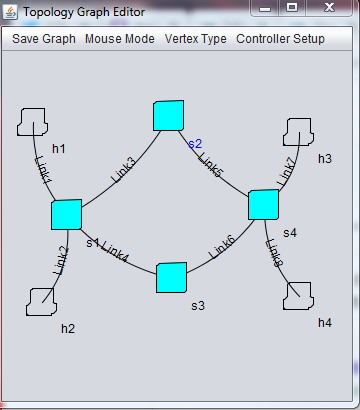 Topology Graph Editor
Save Graph Mouse Mode Vertex Type Controller Setup
h1
s2
h3
Link1
Link3
Link5
Link7
s1
Link4
s4
Link2
Link6
Link8
s3
h2
h4